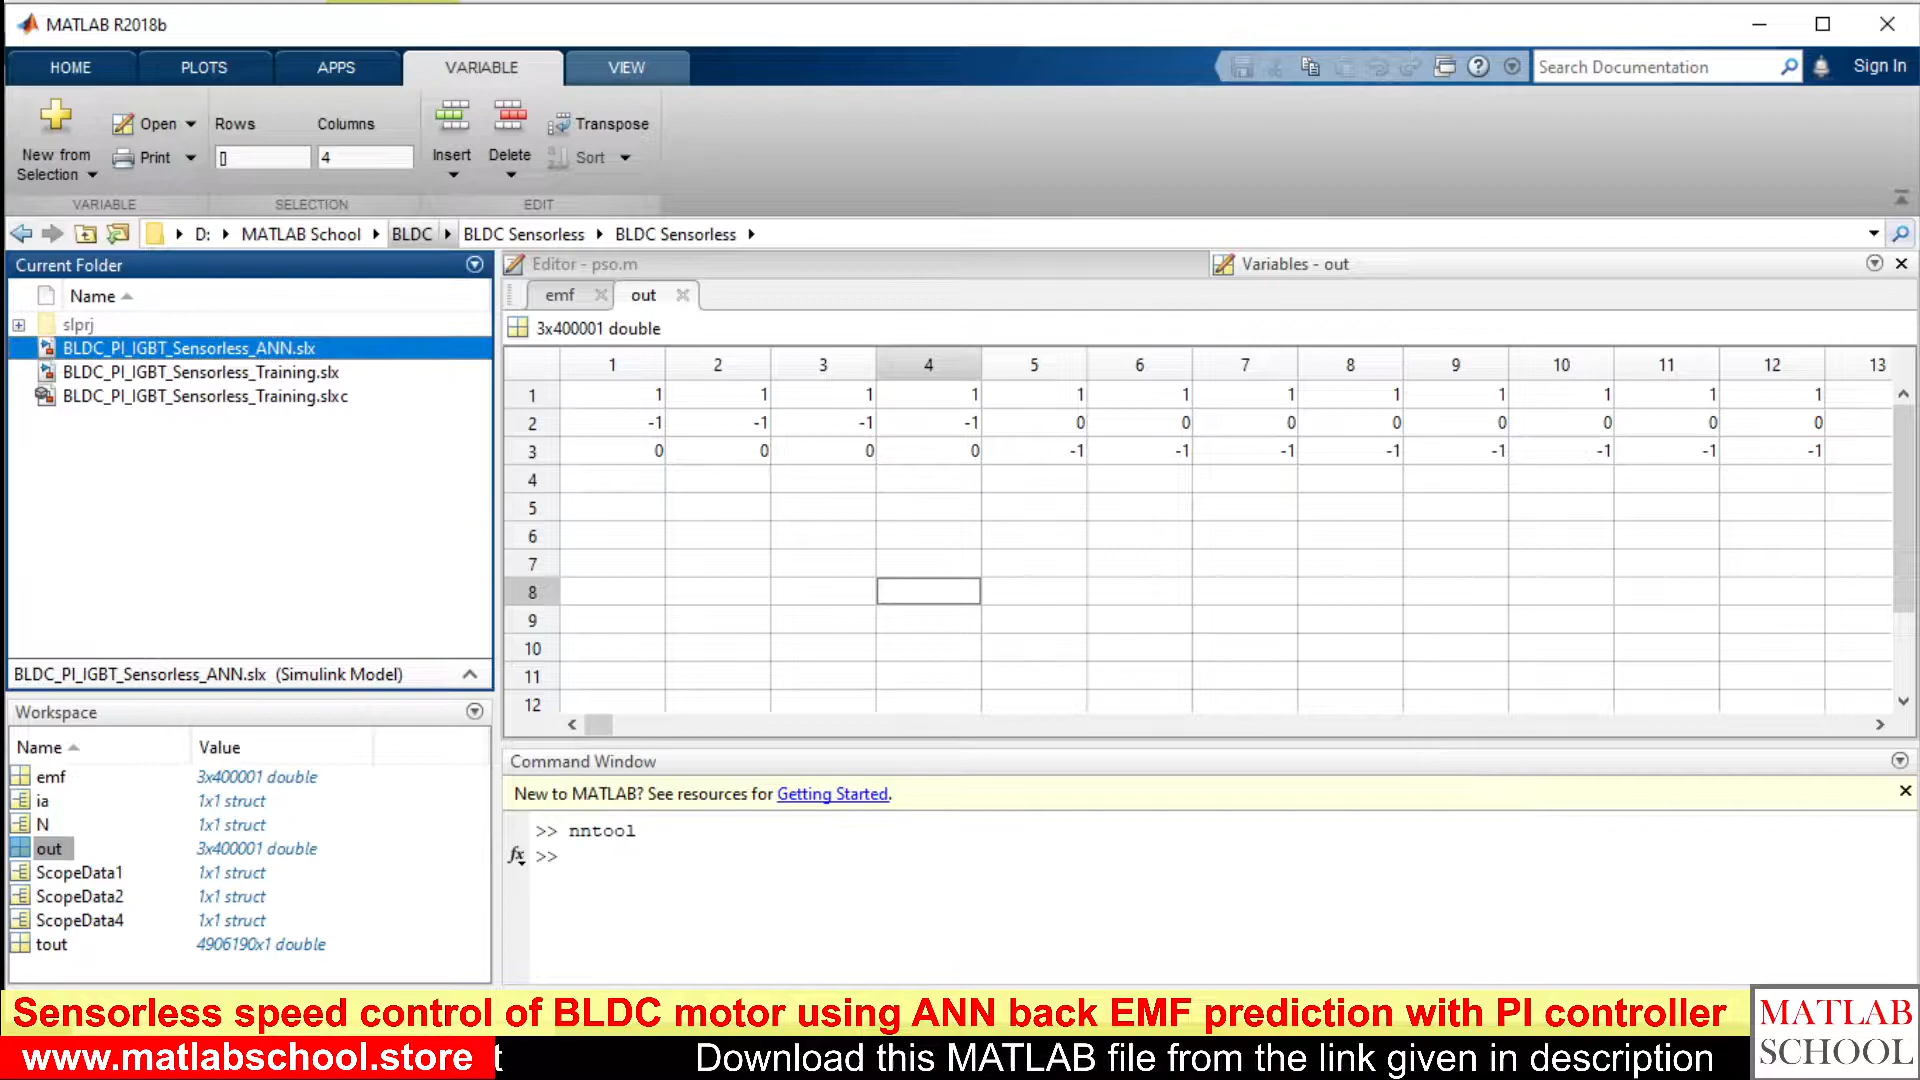 MATLAB R2018b
HOME PLOTS APPS VARIABLE VIEW
Search Documentation
Sign In
New from Selection
Open
Print
Rows Columns
[] 4
Insert
Delete
Transpose
Sort
VARIABLE SELECTION EDIT
D: MATLAB School BLDC BLDC Sensorless BLDC Sensorless
Current Folder
Name
slprj
BLDC_PI_IGBT_Sensorless_ANN.slx
BLDC_PI_IGBT_Sensorless_Training.slx
BLDC_PI_IGBT_Sensorless_Training.slxc
BLDC_PI_IGBT_Sensorless_ANN.slx (Simulink Model)
Workspace
Name Value
emf 3x400001 double
ia 1x1 struct
N 1x1 struct
out 3x400001 double
ScopeData1 1x1 struct
ScopeData2 1x1 struct
ScopeData4 1x1 struct
tout 4906190x1 double
Editor - pso.m
Variables - out
emf out
3x400001 double
1 2 3 4 5 6 7 8 9 10 11 12 13
1 1 1 1 1 1 1 1 1 1 1 1 1
2 -1 -1 -1 -1 0 0 0 0 0 0 0 0
3 0 0 0 0 -1 -1 -1 -1 -1 -1 -1 -1
4
5
6
7
8
9
10
11
12
Command Window
New to MATLAB? See resources for Getting Started.
>> nntool
fx >>
Sensorless speed control of BLDC motor using ANN back EMF prediction with PI controller
www.matlabschool.store t Download this MATLAB file from the link given in description
MATLAB
SCHOOL